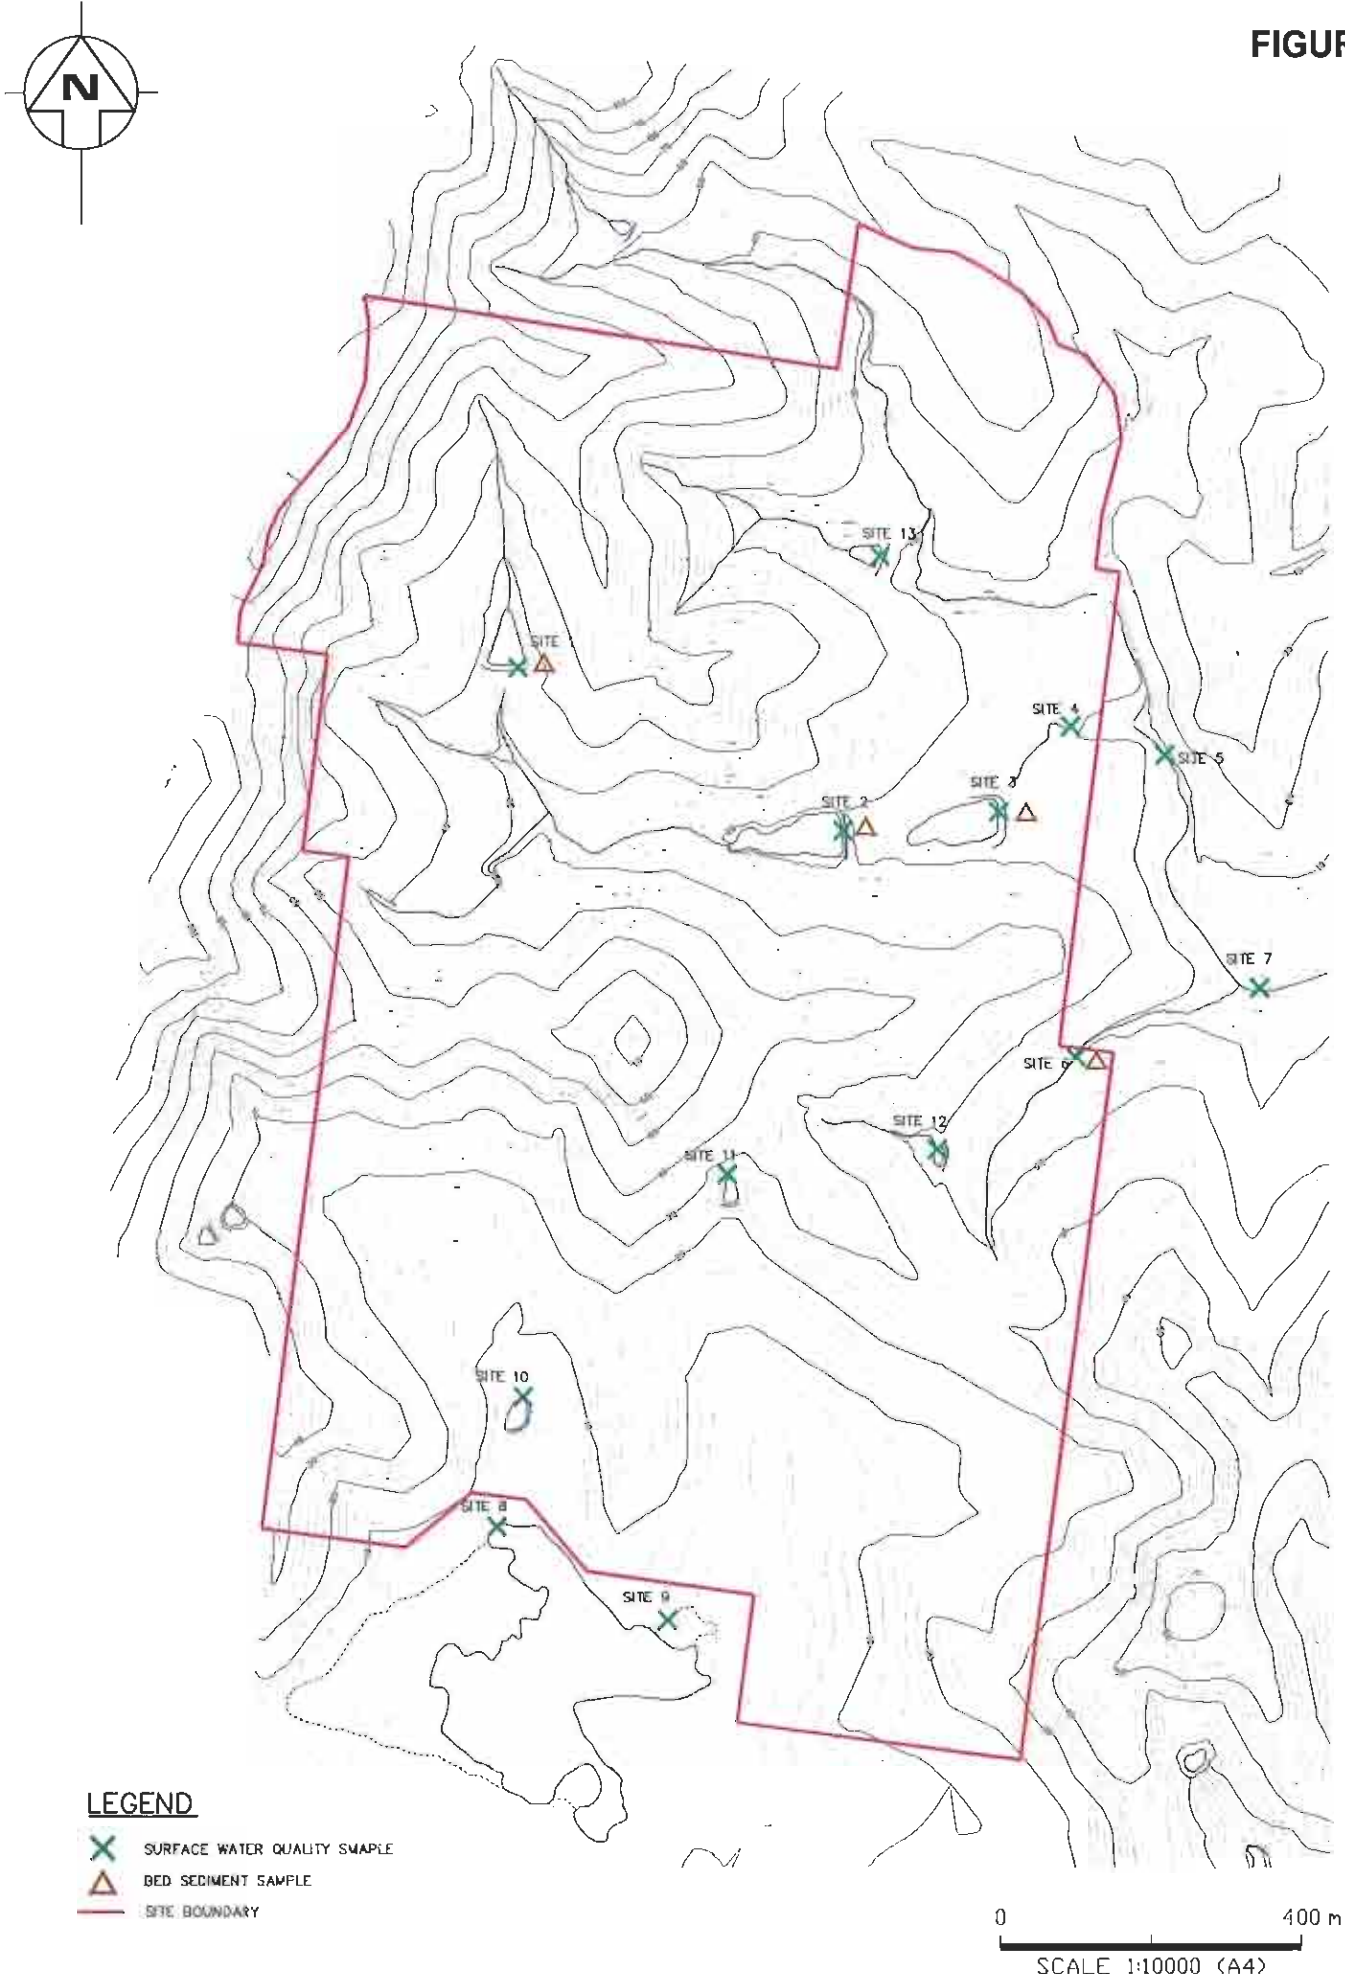 FIGUR
N
SITE 13
SITE
SITE 4
SITE 5
SITE 3
SITE 2
SITE 7
SITE 6
SITE 12
SITE 11
SITE 10
SITE 8
SITE 9
LEGEND
SURFACE WATER QUALITY SMAPLE
BED SEDIMENT SAMPLE
SITE BOUNDARY
0 400 m
SCALE 1:10000 (A4)